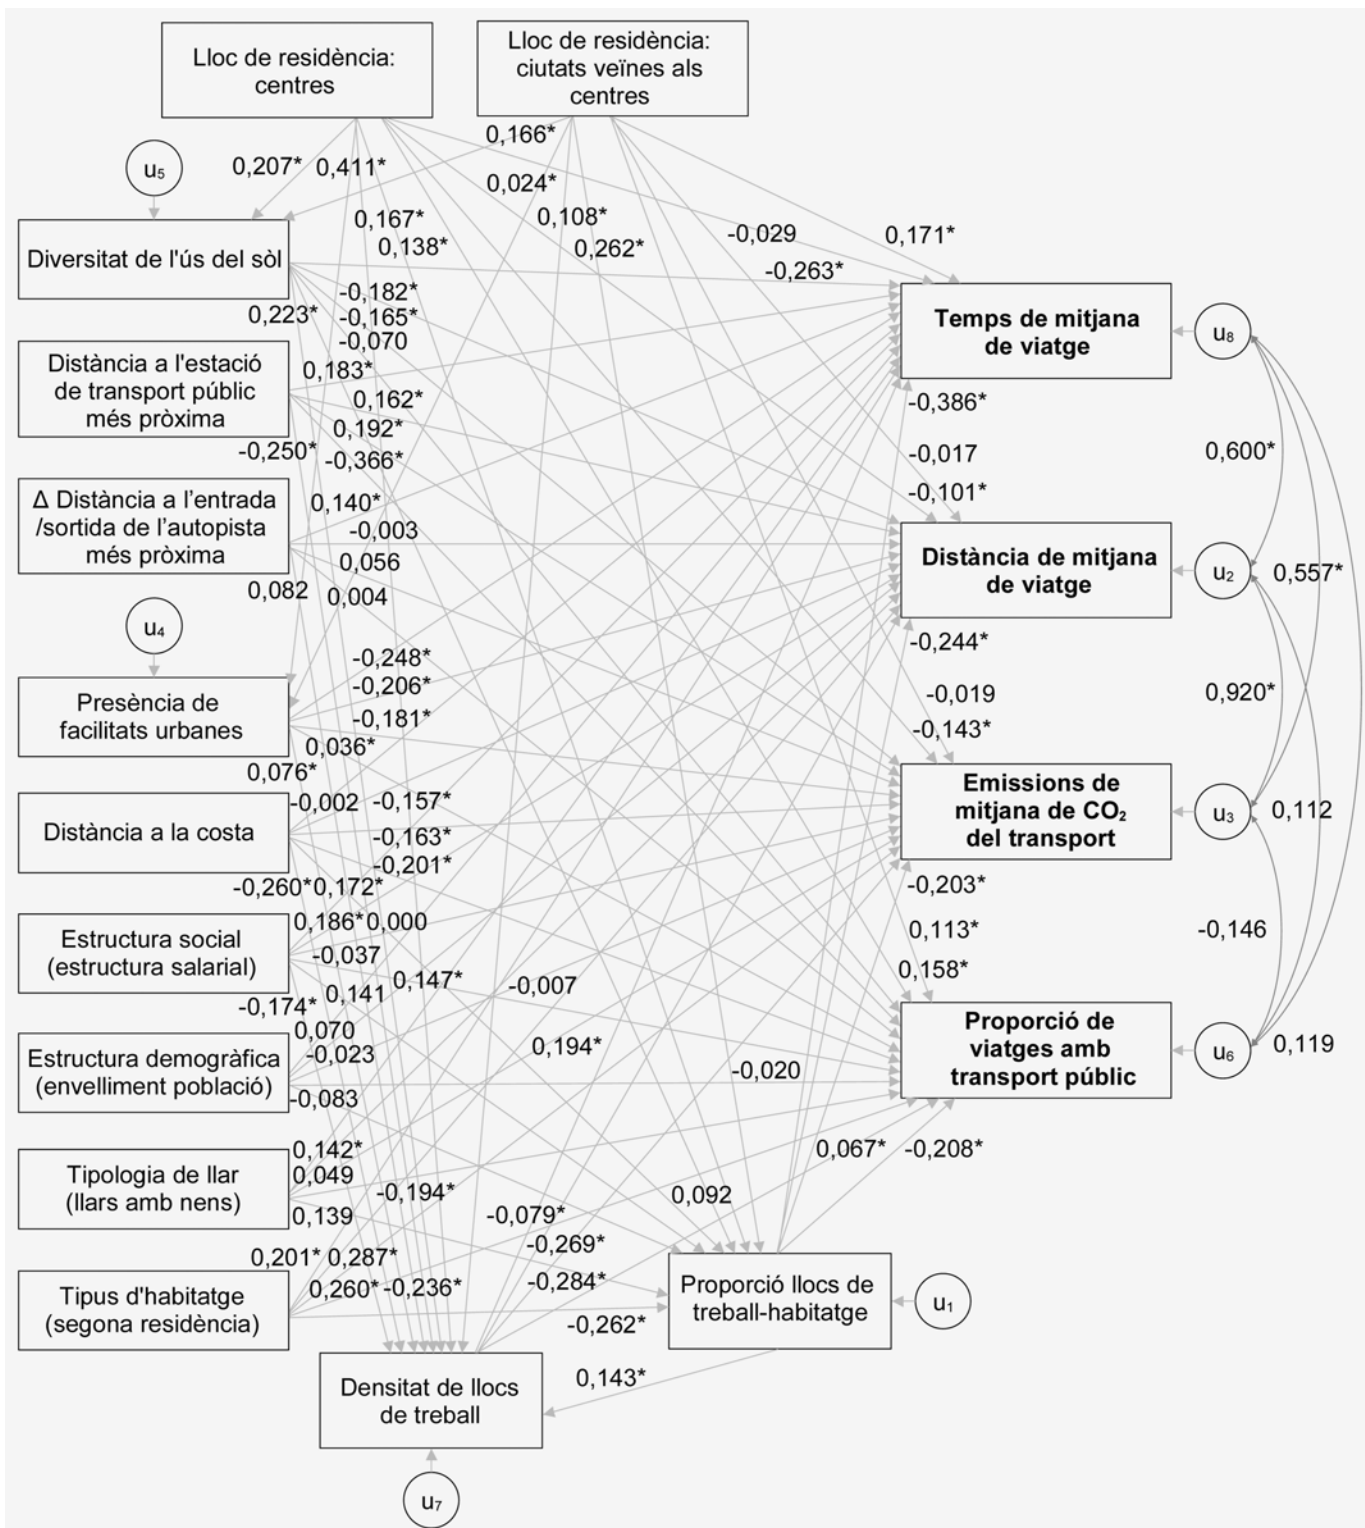 Lloc de residència:
centres
Lloc de residència:
ciutats veïnes als
centres
0,166*
u₅
0,207*
0,411*
0,024*
0,167*
0,108*
0,138*
0,262*
-0,029
0,171*
Diversitat de l'ús del sòl
-0,263*
-0,182*
0,223*
-0,165*
-0,070
Temps de mitjana
de viatge
u₈
Distància a l'estació
de transport públic
més pròxima
0,183*
0,162*
0,192*
-0,250*
-0,366*
-0,386*
-0,017
-0,101*
0,600*
Δ Distància a l'entrada
/sortida de l'autopista
més pròxima
0,140*
-0,003
0,056
0,082
0,004
Distància de mitjana
de viatge
u₂
0,557*
u₄
-0,244*
-0,248*
-0,206*
-0,181*
-0,019
0,920*
-0,143*
Presència de
facilitats urbanes
0,036*
0,076*
-0,002
-0,157*
-0,163*
-0,201*
Emissions de
mitjana de CO₂
del transport
u₃
0,112
Distància a la costa
-0,260*
0,172*
-0,203*
0,186*
0,000
0,113*
-0,146
Estructura social
(estructura salarial)
-0,037
0,147*
-0,007
0,158*
-0,174*
0,141
0,070
-0,023
0,194*
-0,020
Proporció de
viatges amb
transport públic
u₆
0,119
Estructura demogràfica
(envelliment població)
-0,083
0,142*
0,049
0,067*
-0,208*
Tipologia de llar
(llars amb nens)
-0,194*
0,092
0,139
-0,079*
-0,269*
0,201*
0,287*
-0,284*
0,260*
-0,236*
Tipus d'habitatge
(segona residència)
-0,262*
Proporció llocs de
treball-habitatge
u₁
0,143*
Densitat de llocs
de treball
u₇